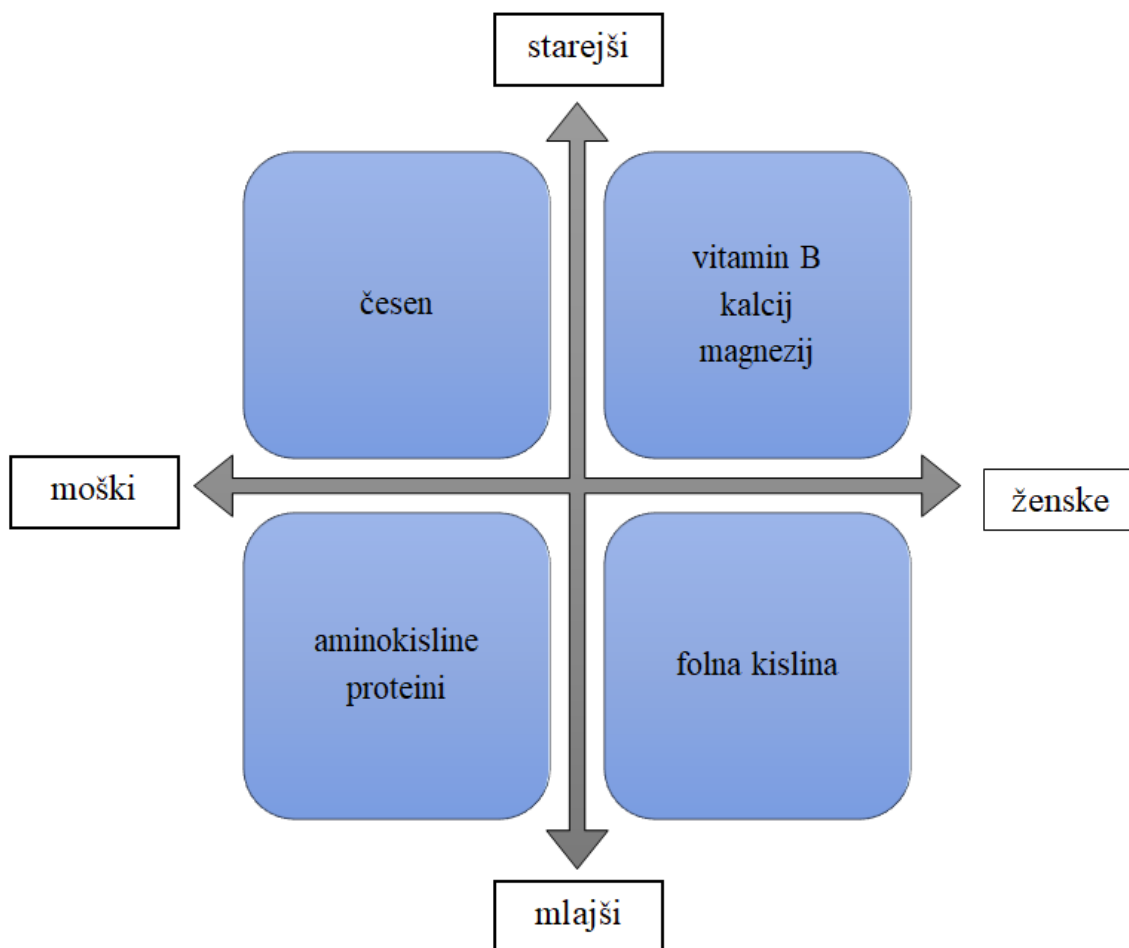 starejši
česen
vitamin B
kalcij
magnezij
moški
ženske
aminokisline
proteini
folna kislina
mlajši